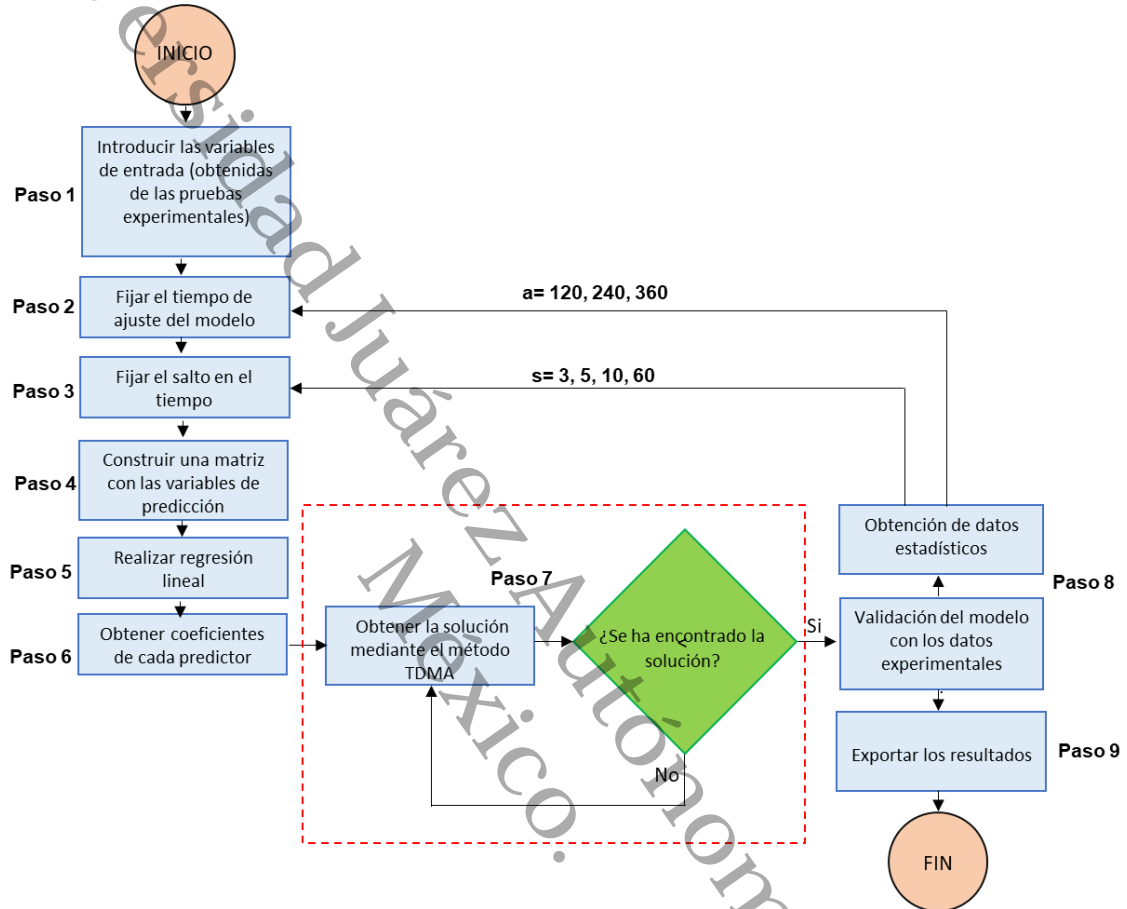 INICIO
Paso 1
Introducir las variables
de entrada (obtenidas
de las pruebas
experimentales)
Paso 2
Fijar el tiempo de
ajuste del modelo
a= 120, 240, 360
Paso 3
Fijar el salto en el
tiempo
s= 3, 5, 10, 60
Paso 4
Construir una matriz
con las variables de
predicción
Paso 5
Realizar regresión
lineal
Paso 6
Obtener coeficientes
de cada predictor
Paso 7
Obtener la solución
mediante el método
TDMA
¿Se ha encontrado la
solución?
No
Si
Obtención de datos
estadísticos
Paso 8
Validación del modelo
con los datos
experimentales
Exportar los resultados
Paso 9
FIN
ersidad Juárez Autónom
México.